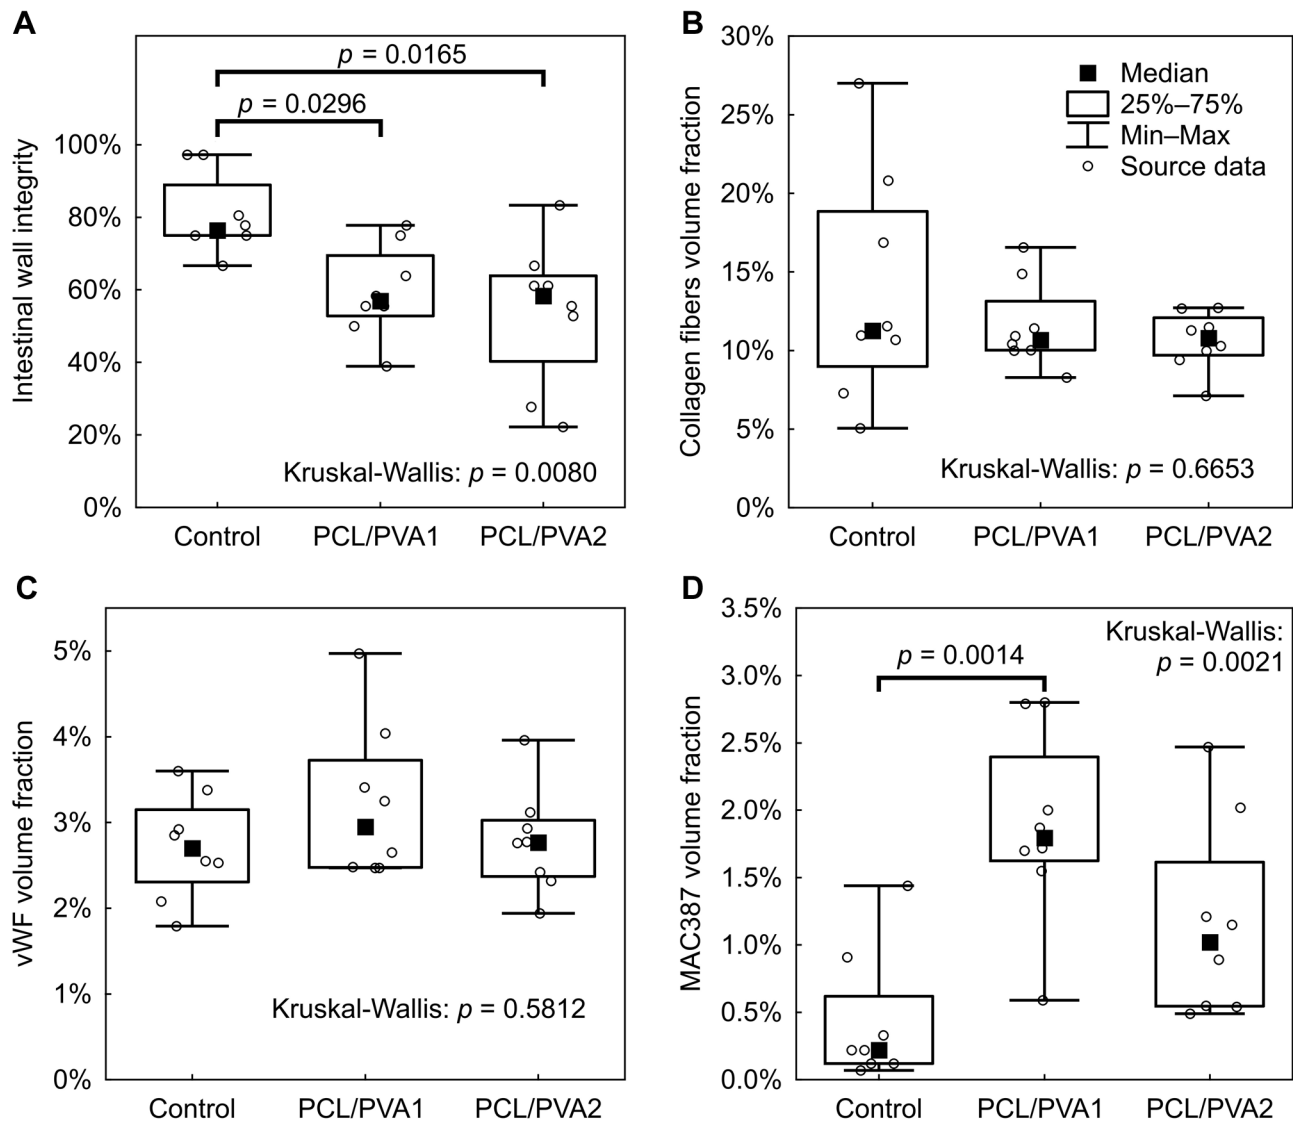 A
Intestinal wall integrity
100%
80%
60%
40%
20%
0%
p = 0.0165
p = 0.0296
Kruskal-Wallis: p = 0.0080
Control
PCL/PVA1
PCL/PVA2
B
Collagen fibers volume fraction
30%
25%
20%
15%
10%
5%
0%
Median
25%–75%
Min–Max
Source data
Kruskal-Wallis: p = 0.6653
Control
PCL/PVA1
PCL/PVA2
C
vWF volume fraction
5%
4%
3%
2%
1%
0%
Kruskal-Wallis: p = 0.5812
Control
PCL/PVA1
PCL/PVA2
D
MAC387 volume fraction
3.5%
3.0%
2.5%
2.0%
1.5%
1.0%
0.5%
0.0%
p = 0.0014
Kruskal-Wallis:
p = 0.0021
Control
PCL/PVA1
PCL/PVA2